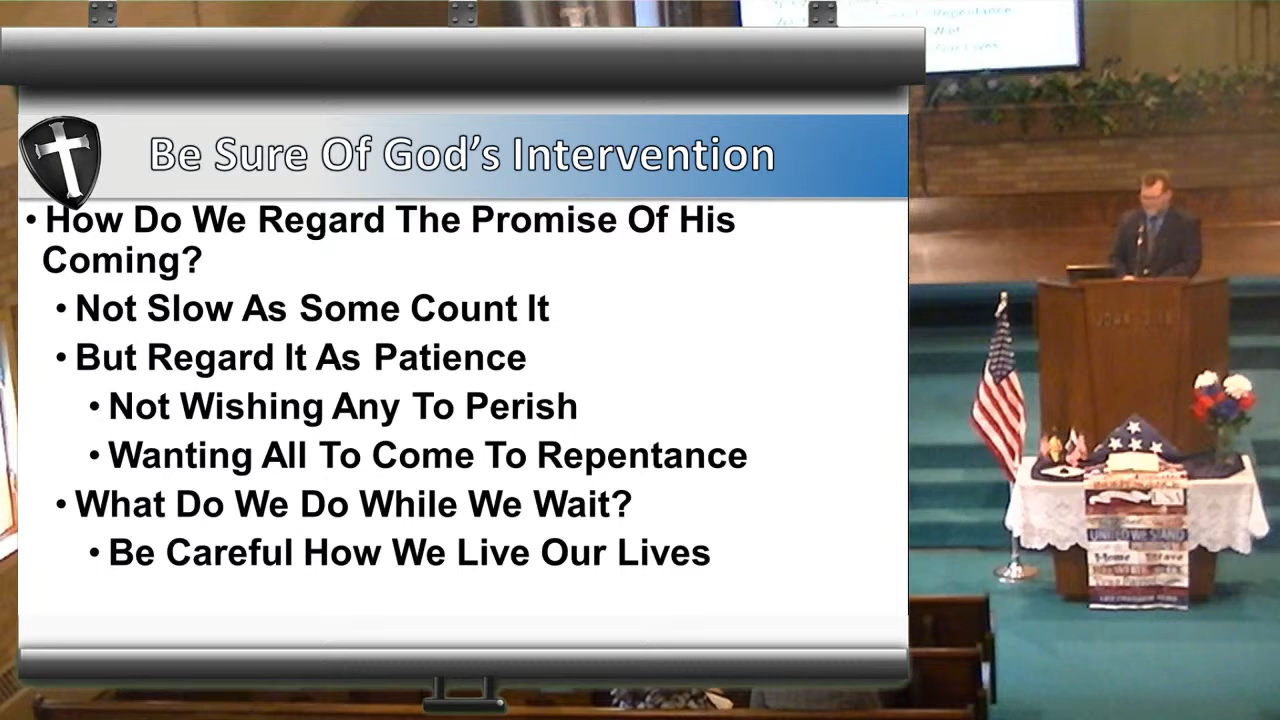 Be Sure Of God's Intervention
• How Do We Regard The Promise Of His
Coming?
• Not Slow As Some Count It
• But Regard It As Patience
• Not Wishing Any To Perish
• Wanting All To Come To Repentance
• What Do We Do While We Wait?
• Be Careful How We Live Our Lives
Repentance
Wait
Our Lives
JOHN
UNITED WE STAND
USA